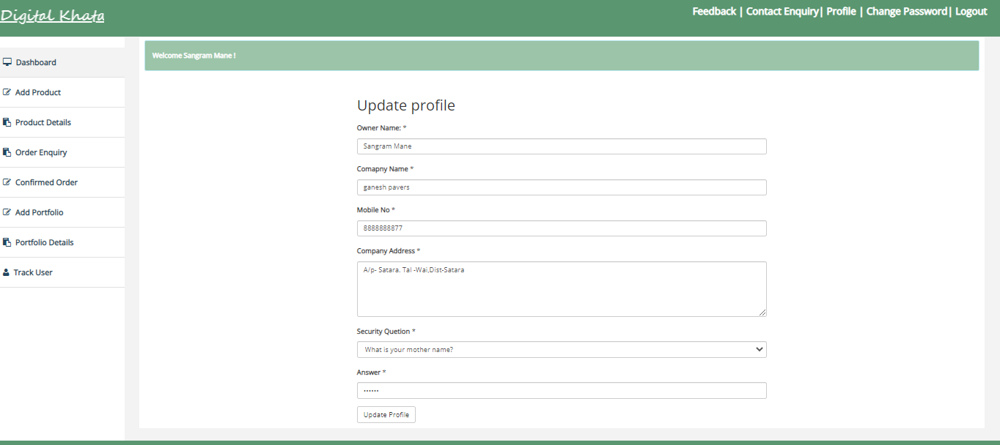 Digital Khata
Feedback | Contact Enquiry| Profile | Change Password| Logout
Dashboard
Add Product
Product Details
Order Enquiry
Confirmed Order
Add Portfolio
Portfolio Details
Track User
Welcome Sangram Mane !
Update profile
Owner Name: *
Sangram Mane
Comapny Name *
ganesh pavers
Mobile No *
8888888877
Company Address *
A/p- Satara. Tal -Wai,Dist-Satara
Security Quetion *
What is your mother name?
Answer *
••••••
Update Profile